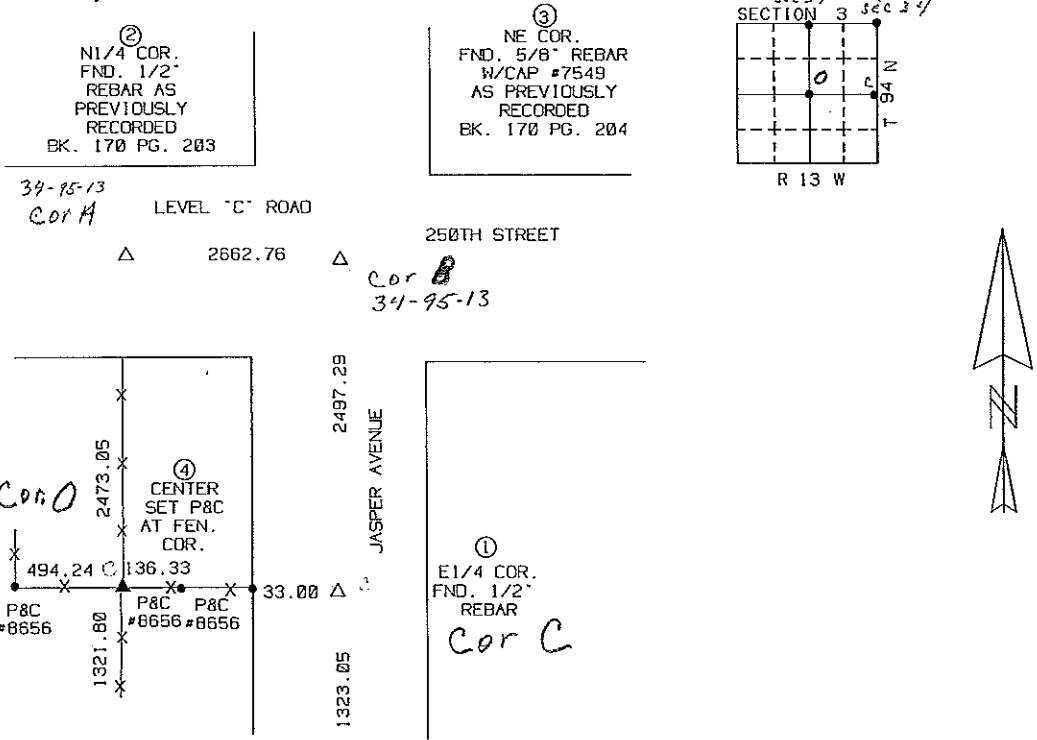 ②
N1/4 COR.
FND. 1/2"
REBAR AS
PREVIOUSLY
RECORDED
BK. 170 PG. 203
③
NE COR.
FND. 5/8" REBAR
W/CAP #7549
AS PREVIOUSLY
RECORDED
BK. 170 PG. 204
sec 34
SECTION 3
O
T 94 N
R 13 W
34-95-13
Cor A
LEVEL "C" ROAD
2662.76
250TH STREET
Cor B
34-95-13
2497.29
JASPER AVENUE
2473.05
Cor. O
④
CENTER
SET P&C
AT FEN.
COR.
494.24
136.33
33.00
P&C
#8656
P&C
#8656
P&C
#8656
1321.80
1323.05
①
E1/4 COR.
FND. 1/2"
REBAR
Cor C
N